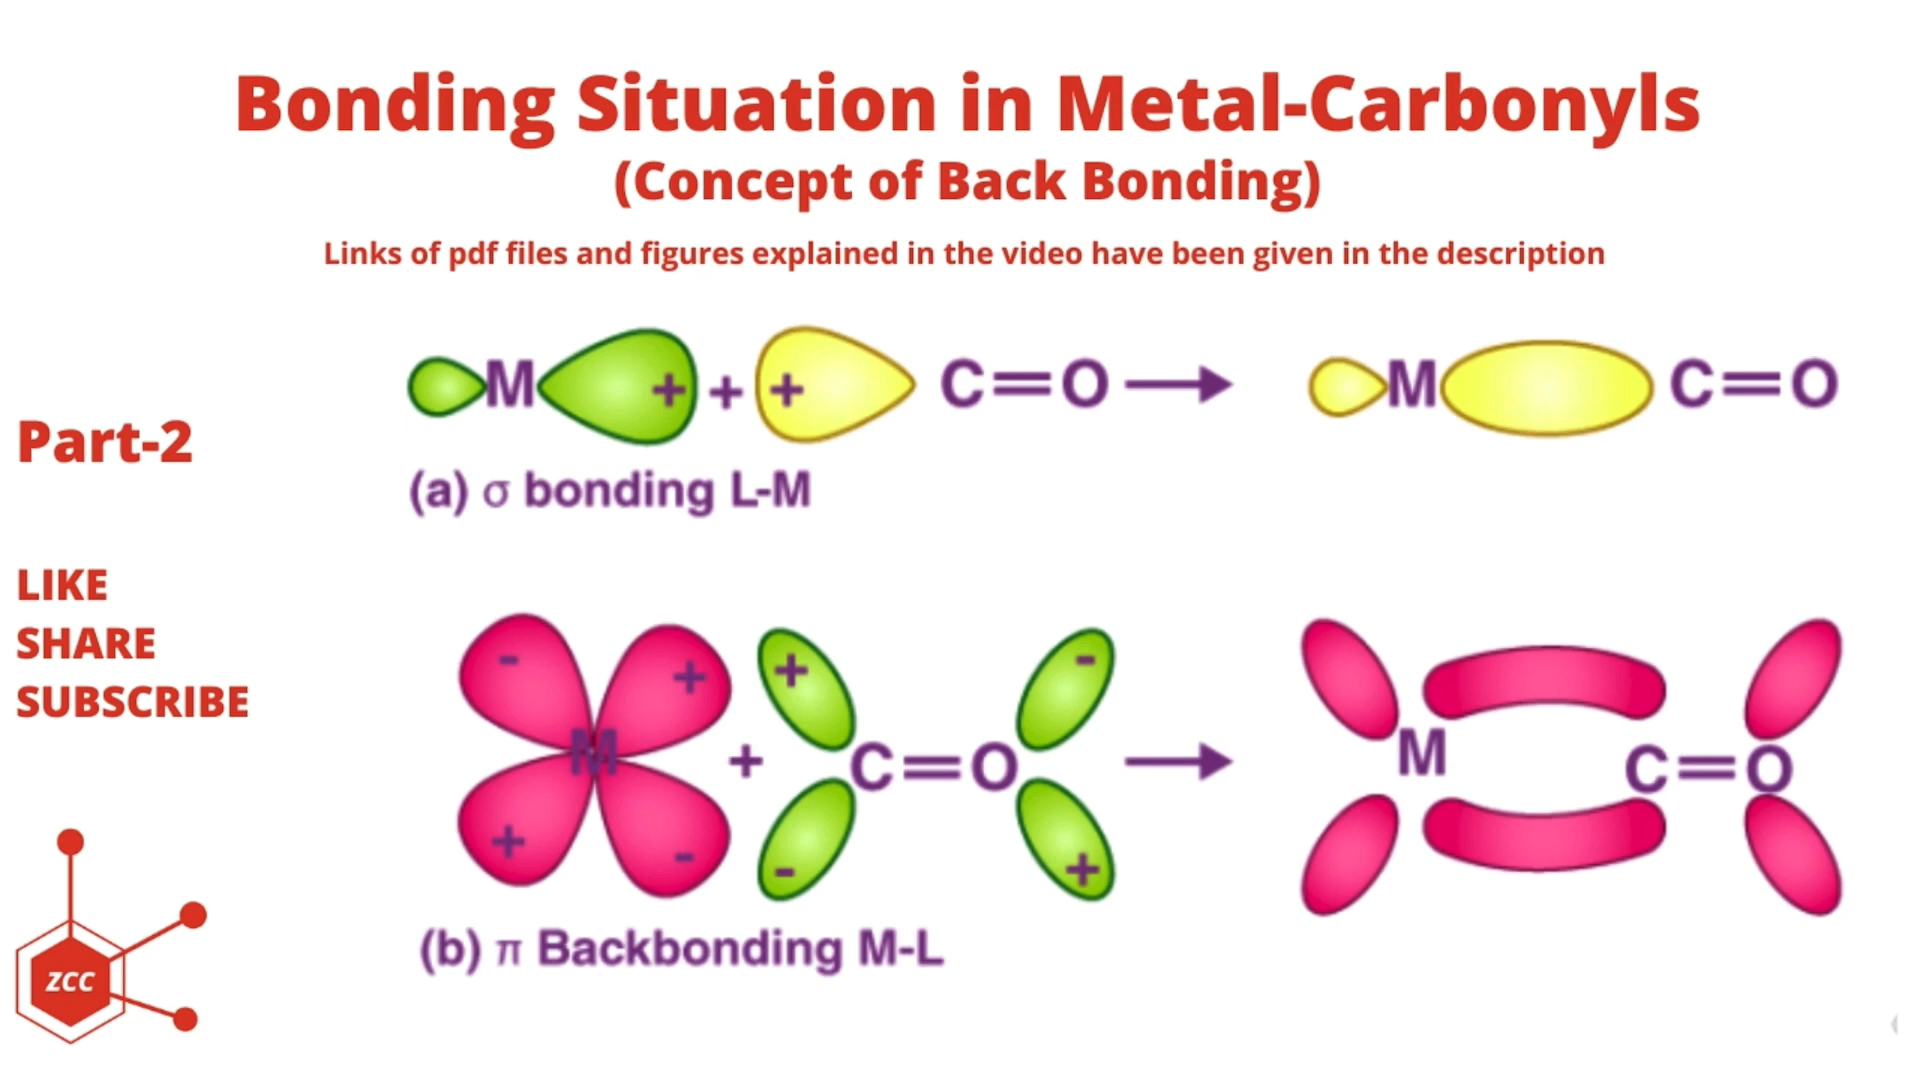 Bonding Situation in Metal-Carbonyls
(Concept of Back Bonding)
Links of pdf files and figures explained in the video have been given in the description
M + + + C=O → M C=O
Part-2
(a) σ bonding L-M
LIKE
SHARE
SUBSCRIBE
- + + -
M + C=O → M C=O
+ - - +
(b) π Backbonding M-L
ZCC